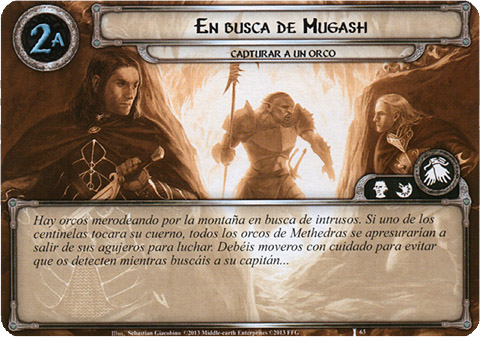 2A
En busca de Mugash
capturar a un orco
Hay orcos merodeando por la montaña en busca de intrusos. Si uno de los
centinelas tocara su cuerno, todos los orcos de Methedras se apresurarían a
salir de sus agujeros para luchar. Debéis moveros con cuidado para evitar
que os detecten mientras buscáis a su capitán...
Illus. Sebastian Giacobino ©2013 Middle-earth Enterprises ©2013 FFG 63